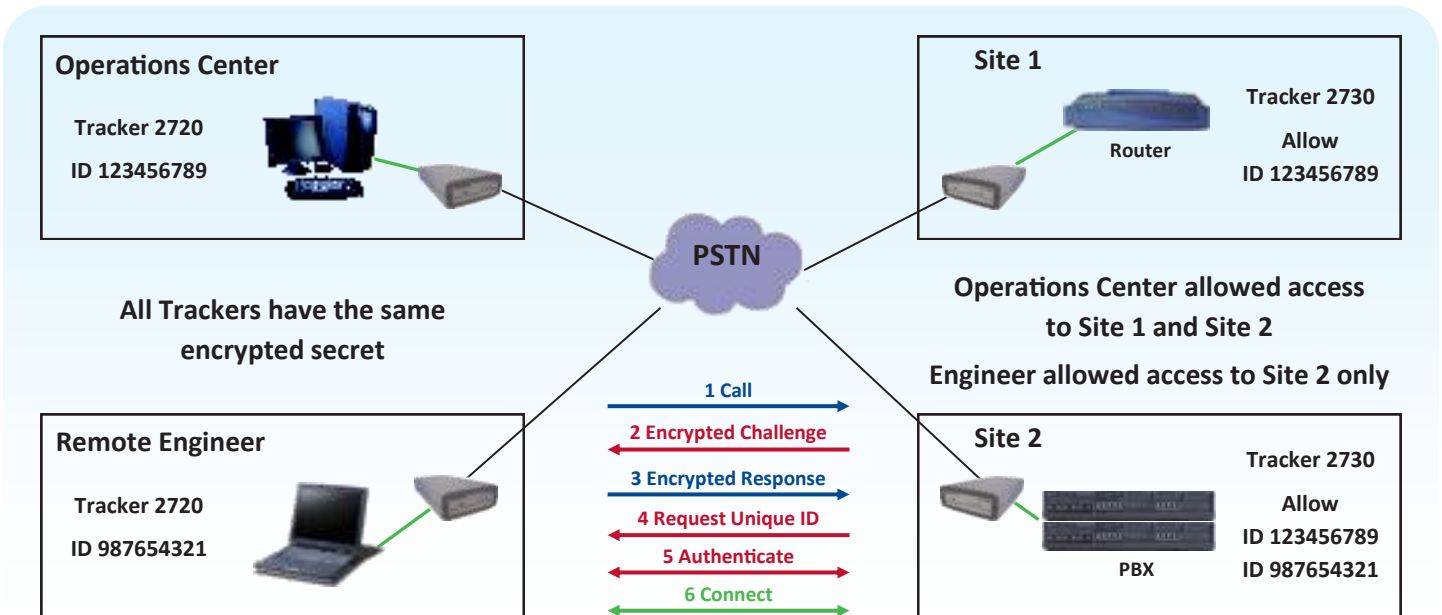 Operations Center
Tracker 2720
ID 123456789
Site 1
Router
Tracker 2730
Allow
ID 123456789
PSTN
All Trackers have the same
encrypted secret
Operations Center allowed access
to Site 1 and Site 2
Engineer allowed access to Site 2 only
Remote Engineer
Tracker 2720
ID 987654321
1 Call
2 Encrypted Challenge
3 Encrypted Response
4 Request Unique ID
5 Authenticate
6 Connect
Site 2
PBX
Tracker 2730
Allow
ID 123456789
ID 987654321